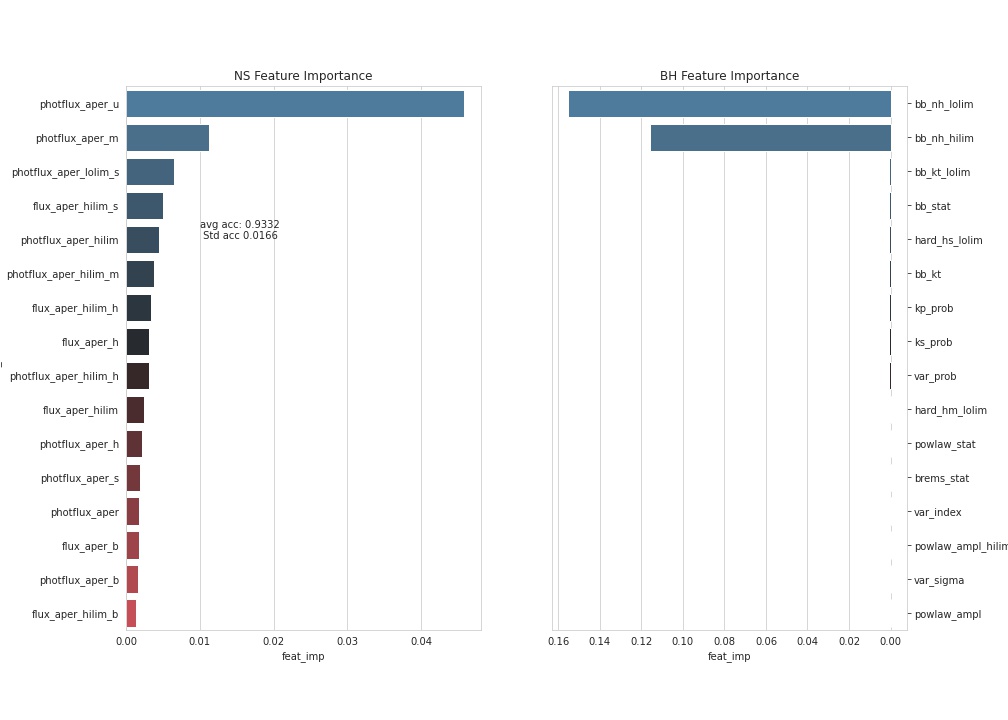 NS Feature Importance
photflux_aper_u
photflux_aper_m
photflux_aper_lolim_s
flux_aper_hilim_s
photflux_aper_hilim
photflux_aper_hilim_m
flux_aper_hilim_h
flux_aper_h
photflux_aper_hilim_h
flux_aper_hilim
photflux_aper_h
photflux_aper_s
photflux_aper
flux_aper_b
photflux_aper_b
flux_aper_hilim_b
avg acc: 0.9332
Std acc 0.0166
0.00 0.01 0.02 0.03 0.04
feat_imp
BH Feature Importance
bb_nh_lolim
bb_nh_hilim
bb_kt_lolim
bb_stat
hard_hs_lolim
bb_kt
kp_prob
ks_prob
var_prob
hard_hm_lolim
powlaw_stat
brems_stat
var_index
powlaw_ampl_hilim
var_sigma
powlaw_ampl
0.16 0.14 0.12 0.10 0.08 0.06 0.04 0.02 0.00
feat_imp